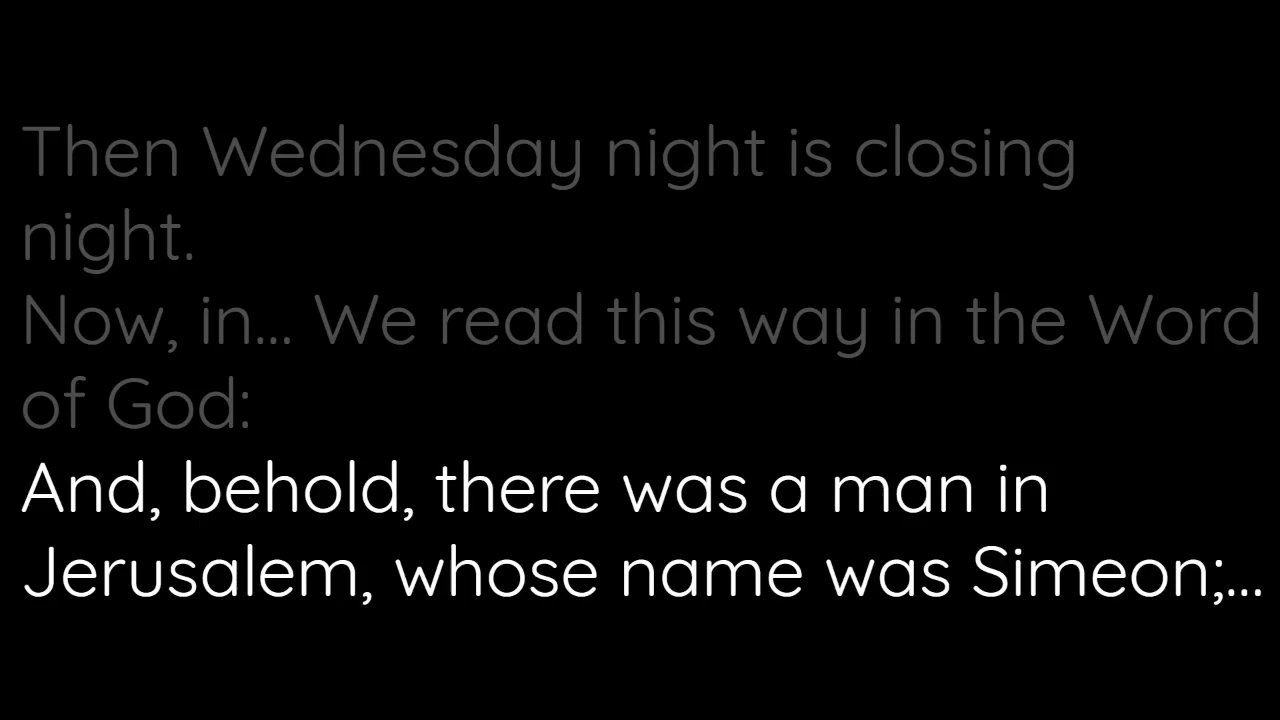 Then Wednesday night is closing
night.
Now, in... We read this way in the Word
of God:
And, behold, there was a man in
Jerusalem, whose name was Simeon;...